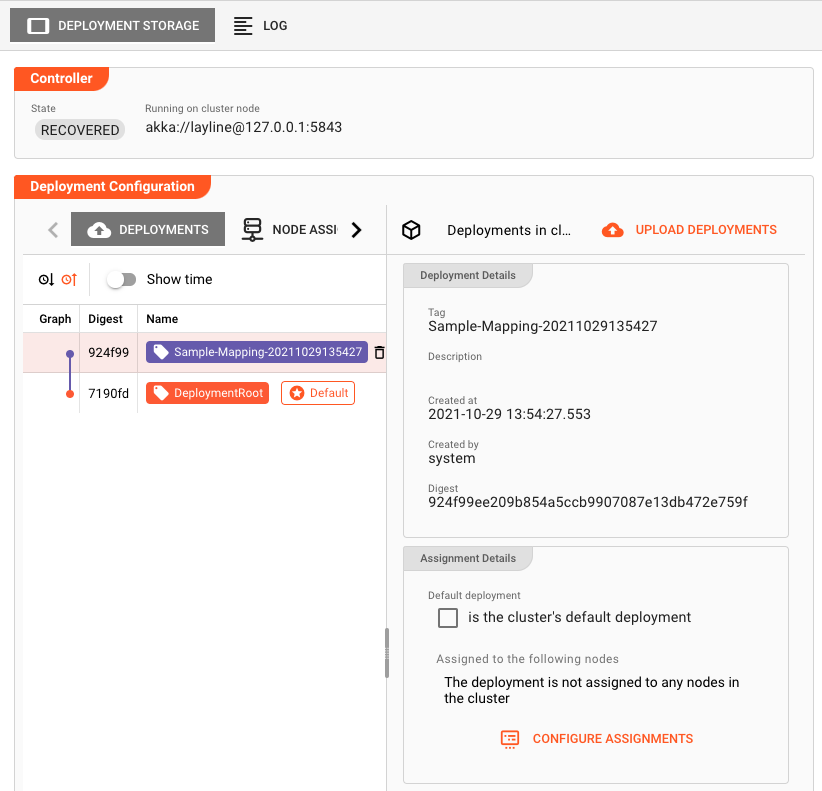 DEPLOYMENT STORAGE
LOG
Controller
State
Running on cluster node
RECOVERED
akka://layline@127.0.0.1:5843
Deployment Configuration
DEPLOYMENTS
NODE ASSI
Deployments in cl...
UPLOAD DEPLOYMENTS
Show time
Graph Digest Name
924f99 Sample-Mapping-20211029135427
7190fd DeploymentRoot Default
Deployment Details
Tag
Sample-Mapping-20211029135427
Description
Created at
2021-10-29 13:54:27.553
Created by
system
Digest
924f99ee209b854a5ccb9907087e13db472e759f
Assignment Details
Default deployment
is the cluster's default deployment
Assigned to the following nodes
The deployment is not assigned to any nodes in
the cluster
CONFIGURE ASSIGNMENTS